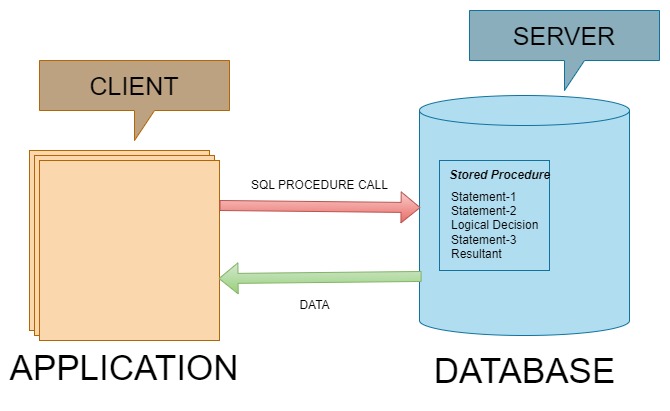 SERVER
CLIENT
Stored Procedure
Statement-1
Statement-2
Logical Decision
Statement-3
Resultant
SQL PROCEDURE CALL
DATA
APPLICATION
DATABASE